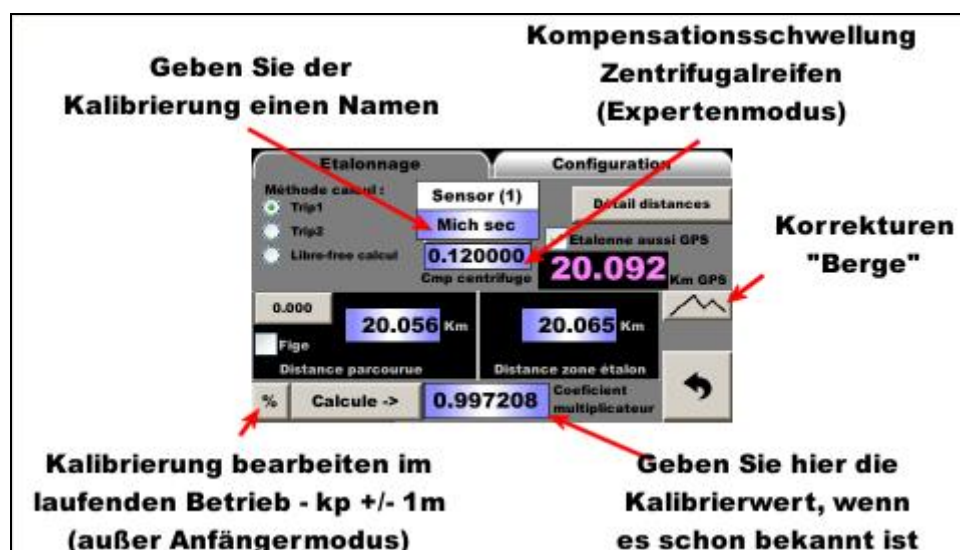 Geben Sie der
Kalibrierung einen Namen
Kompensationsschwellung
Zentrifugalreifen
(Expertenmodus)
Etalonnage
Configuration
Méthode calcul :
Trip1
Trip2
Libre-free calcul
Sensor (1)
Mich sec
0.120000
Cmp centrifuge
Détail distances
Etalonne aussi GPS
20.092 Km GPS
Korrekturen
"Berge"
0.000
20.056 Km
Fige
Distance parcourue
20.065 Km
Distance zone étalon
%
Calcule ->
0.997208
Coeficient
multiplicateur
Kalibrierung bearbeiten im
laufenden Betrieb - kp +/- 1m
(außer Anfängermodus)
Geben Sie hier die
Kalibrierwert, wenn
es schon bekannt ist